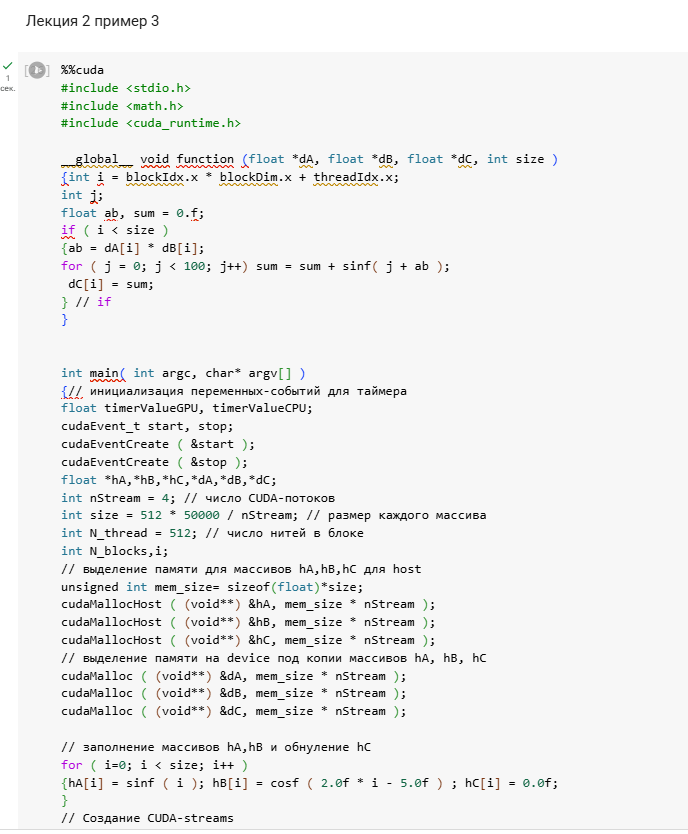 Лекция 2 пример 3
%%cuda
1
сек.
#include <stdio.h>
#include <math.h>
#include <cuda_runtime.h>
__global__ void function (float *dA, float *dB, float *dC, int size )
{int i = blockIdx.x * blockDim.x + threadIdx.x;
int j;
float ab, sum = 0.f;
if ( i < size )
{ab = dA[i] * dB[i];
for ( j = 0; j < 100; j++) sum = sum + sinf( j + ab );
dC[i] = sum;
} // if
}
int main( int argc, char* argv[] )
{// инициализация переменных-событий для таймера
float timerValueGPU, timerValueCPU;
cudaEvent_t start, stop;
cudaEventCreate ( &start );
cudaEventCreate ( &stop );
float *hA,*hB,*hC,*dA,*dB,*dC;
int nStream = 4; // число CUDA-потоков
int size = 512 * 50000 / nStream; // размер каждого массива
int N_thread = 512; // число нитей в блоке
int N_blocks,i;
// выделение памяти для массивов hA,hB,hC для host
unsigned int mem_size= sizeof(float)*size;
cudaMallocHost ( (void**) &hA, mem_size * nStream );
cudaMallocHost ( (void**) &hB, mem_size * nStream );
cudaMallocHost ( (void**) &hC, mem_size * nStream );
// выделение памяти на device под копии массивов hA, hB, hC
cudaMalloc ( (void**) &dA, mem_size * nStream );
cudaMalloc ( (void**) &dB, mem_size * nStream );
cudaMalloc ( (void**) &dC, mem_size * nStream );
// заполнение массивов hA,hB и обнуление hC
for ( i=0; i < size; i++ )
{hA[i] = sinf ( i ); hB[i] = cosf ( 2.0f * i - 5.0f ) ; hC[i] = 0.0f;
}
// Создание CUDA-streams